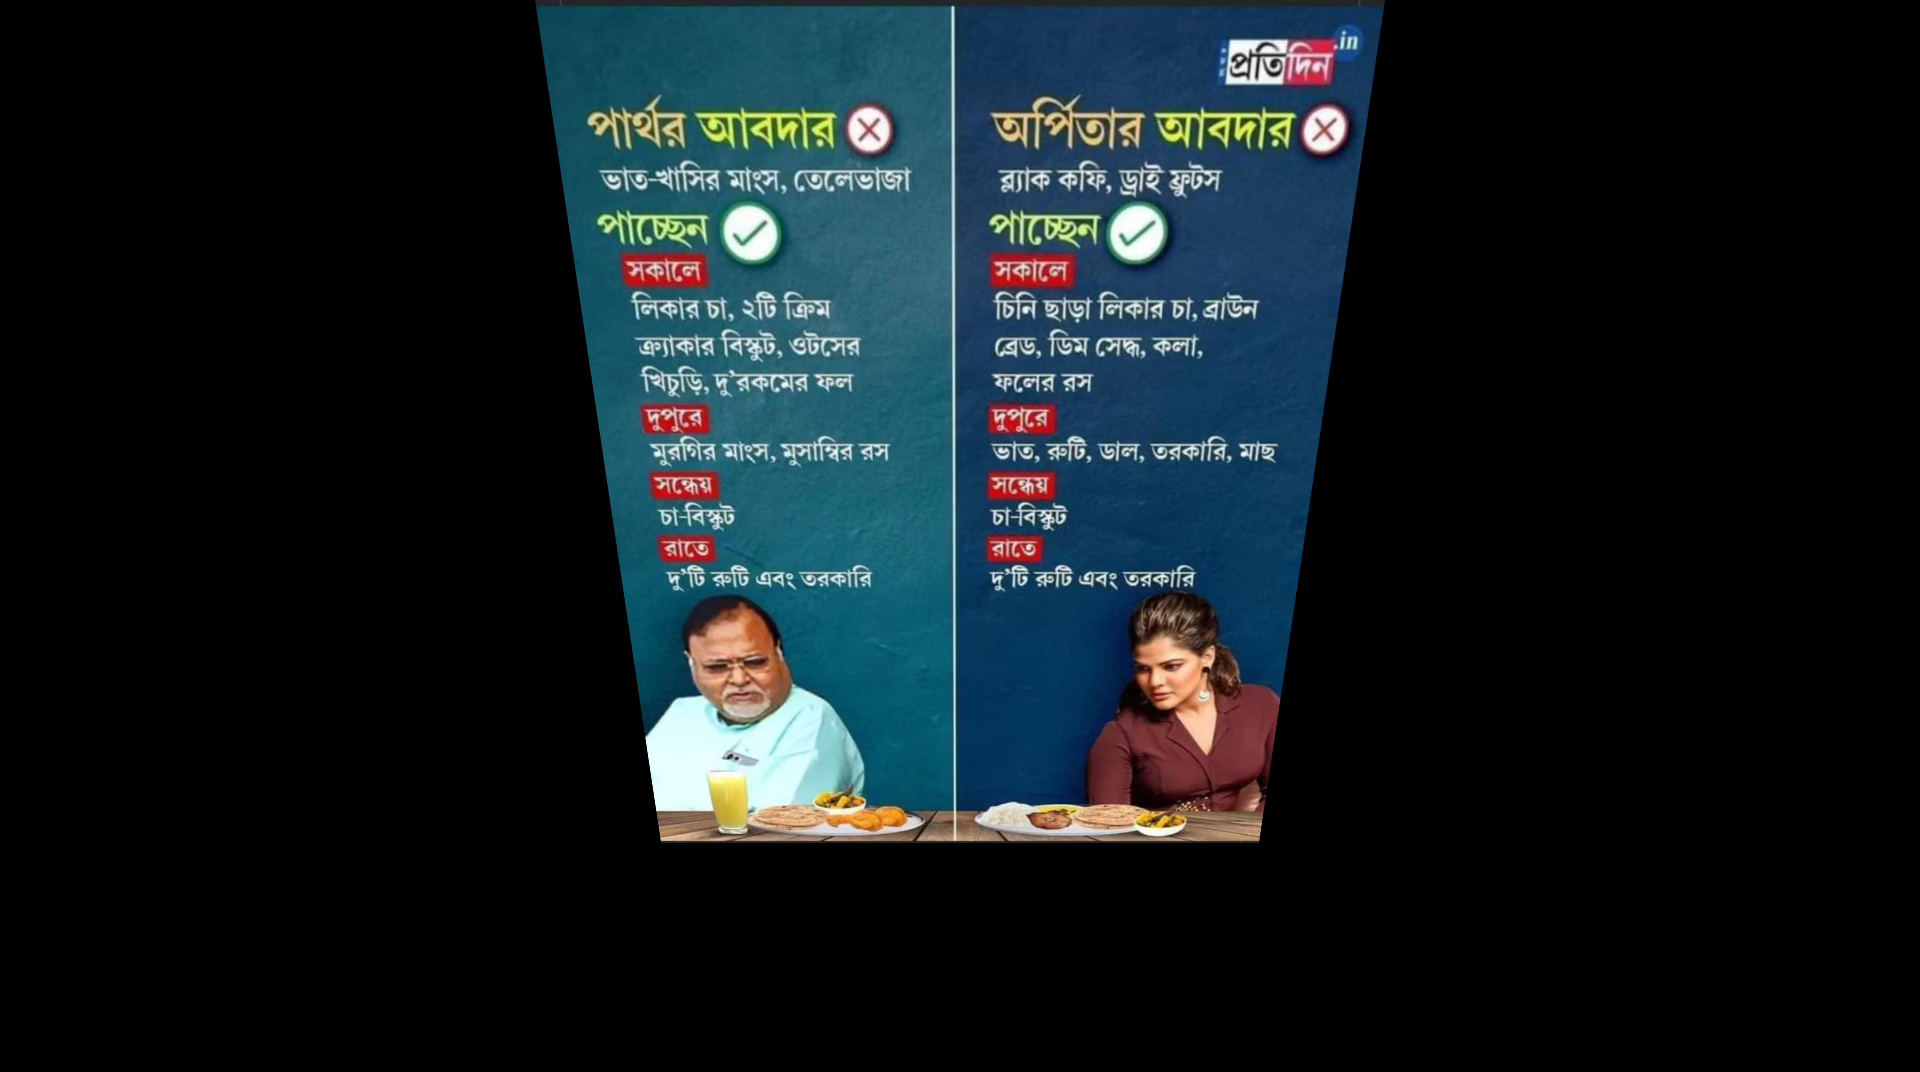 প্রতিদিন.in
পার্থর আবদার
ভাত-খাসির মাংস, তেলেভাজা
পাচ্ছেন
সকালে
লিকার চা, ২টি ক্রিম
ক্র্যাকার বিস্কুট, ওটসের
খিচুড়ি, দু'রকমের ফল
দুপুরে
মুরগির মাংস, মুসাম্বির রস
সন্ধেয়
চা-বিস্কুট
রাতে
দু'টি রুটি এবং তরকারি
অর্পিতার আবদার
ব্ল্যাক কফি, ড্রাই ফ্রুটস
পাচ্ছেন
সকালে
চিনি ছাড়া লিকার চা, ব্রাউন
ব্রেড, ডিম সেদ্ধ, কলা,
ফলের রস
দুপুরে
ভাত, রুটি, ডাল, তরকারি, মাছ
সন্ধেয়
চা-বিস্কুট
রাতে
দু'টি রুটি এবং তরকারি